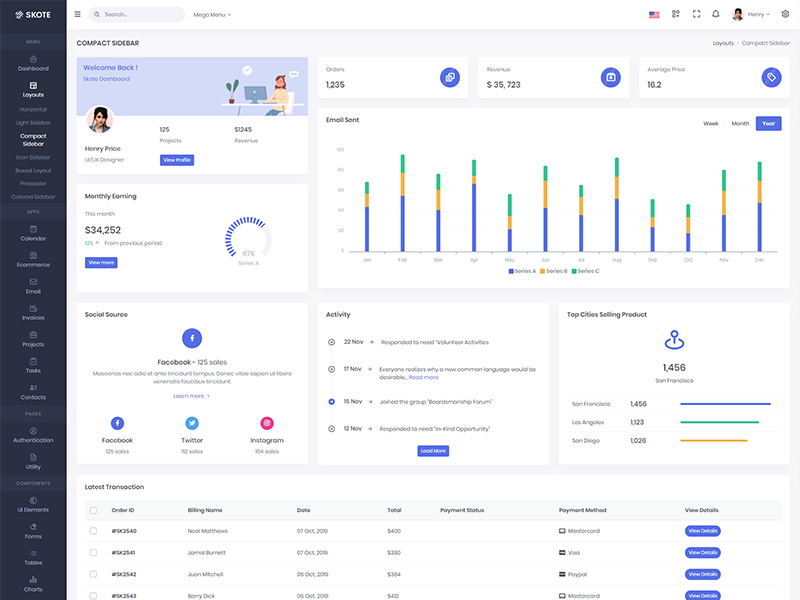 SKOTE
Search...
Mega Menu
Henry
MENU
Dashboard
Layouts
Horizontal
Light Sidebar
Compact
Sidebar
Icon Sidebar
Boxed Layout
Preloader
Colored Sidebar
APPS
Calendar
Ecommerce
Email
Invoices
Projects
Tasks
Contacts
PAGES
Authentication
Utility
COMPONENTS
UI Elements
Forms
Tables
Charts
COMPACT SIDEBAR
Layouts / Compact Sidebar
Welcome Back !
Skote Dashboard
Henry Price
UI/UX Designer
125
Projects
$1245
Revenue
View Profile
Orders
1,235
Revenue
$ 35, 723
Average Price
16.2
Monthly Earning
This month
$34,252
12% From previous period
View more
67%
Series A
Email Sent
Week Month Year
100
80
60
40
20
0
Jan Feb Mar Apr May Jun Jul Aug Sep Oct Nov Dec
Series A Series B Series C
Social Source
Facebook - 125 sales
Maecenas nec odio et ante tincidunt tempus. Donec vitae sapien ut libero
venenatis faucibus tincidunt.
Learn more
Facebook
125 sales
Twitter
112 sales
Instagram
104 sales
Activity
22 Nov Responded to need "Volunteer Activities
17 Nov Everyone realizes why a new common language would be
desirable... Read more
15 Nov Joined the group "Boardsmanship Forum"
12 Nov Responded to need "In-Kind Opportunity"
Load More
Top Cities Selling Product
1,456
San Francisco
San Francisco 1,456
Los Angeles 1,123
San Diego 1,026
Latest Transaction
Order ID Billing Name Date Total Payment Status Payment Method View Details
#SK2540 Neal Matthews 07 Oct, 2019 $400 Mastercard View Details
#SK2541 Jamal Burnett 07 Oct, 2019 $380 Visa View Details
#SK2542 Juan Mitchell 06 Oct, 2019 $384 Paypal View Details
#SK2543 Barry Dick 05 Oct, 2019 $412 Mastercard View Details